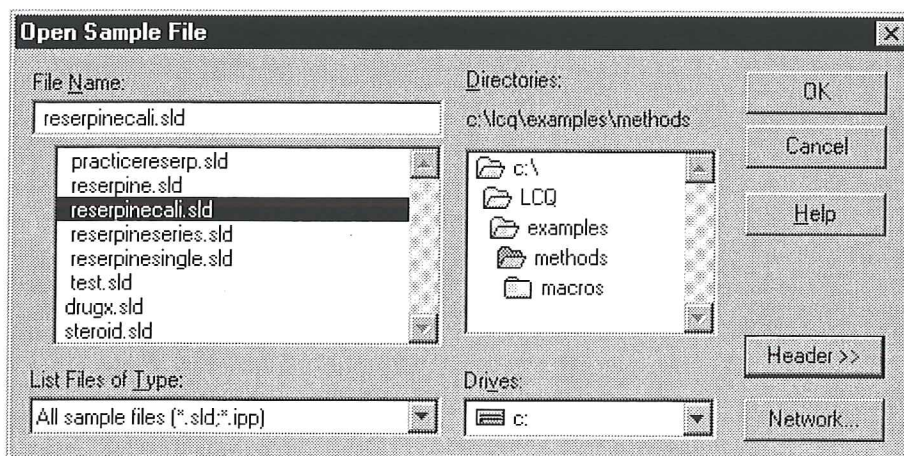 Open Sample File
File Name:
reserpinecali.sld
practicereserp.sld
reserpine.sld
reserpinecali.sld
reserpineseries.sld
reserpinesingle.sld
test.sld
drugx.sld
steroid.sld
List Files of Type:
All sample files (*.sld;*.ipp)
Directories:
c:\lcq\examples\methods
c:\
LCQ
examples
methods
macros
Drives:
c:
OK
Cancel
Help
Header >>
Network...